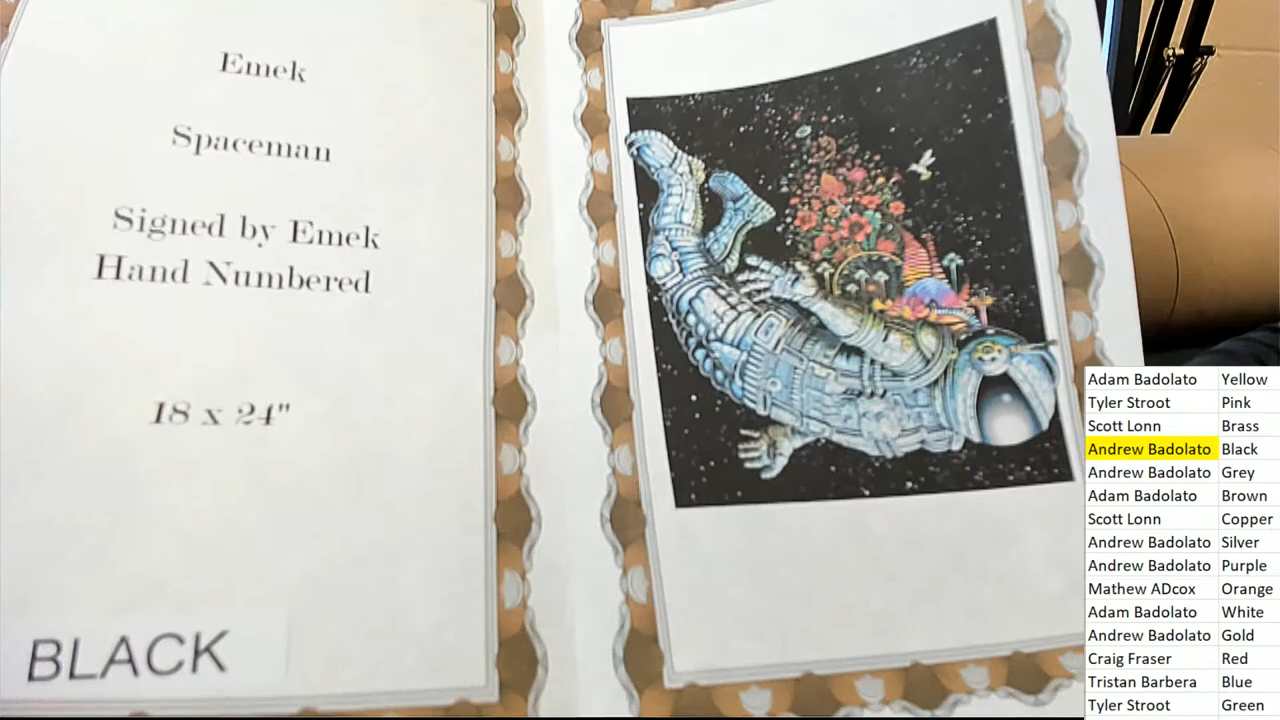 Emek
Spaceman
Signed by Emek
Hand Numbered
18 x 24"
BLACK
Adam Badolato Yellow
Tyler Stroot Pink
Scott Lonn Brass
Andrew Badolato Black
Andrew Badolato Grey
Adam Badolato Brown
Scott Lonn Copper
Andrew Badolato Silver
Andrew Badolato Purple
Mathew ADcox Orange
Adam Badolato White
Andrew Badolato Gold
Craig Fraser Red
Tristan Barbera Blue
Tyler Stroot Green